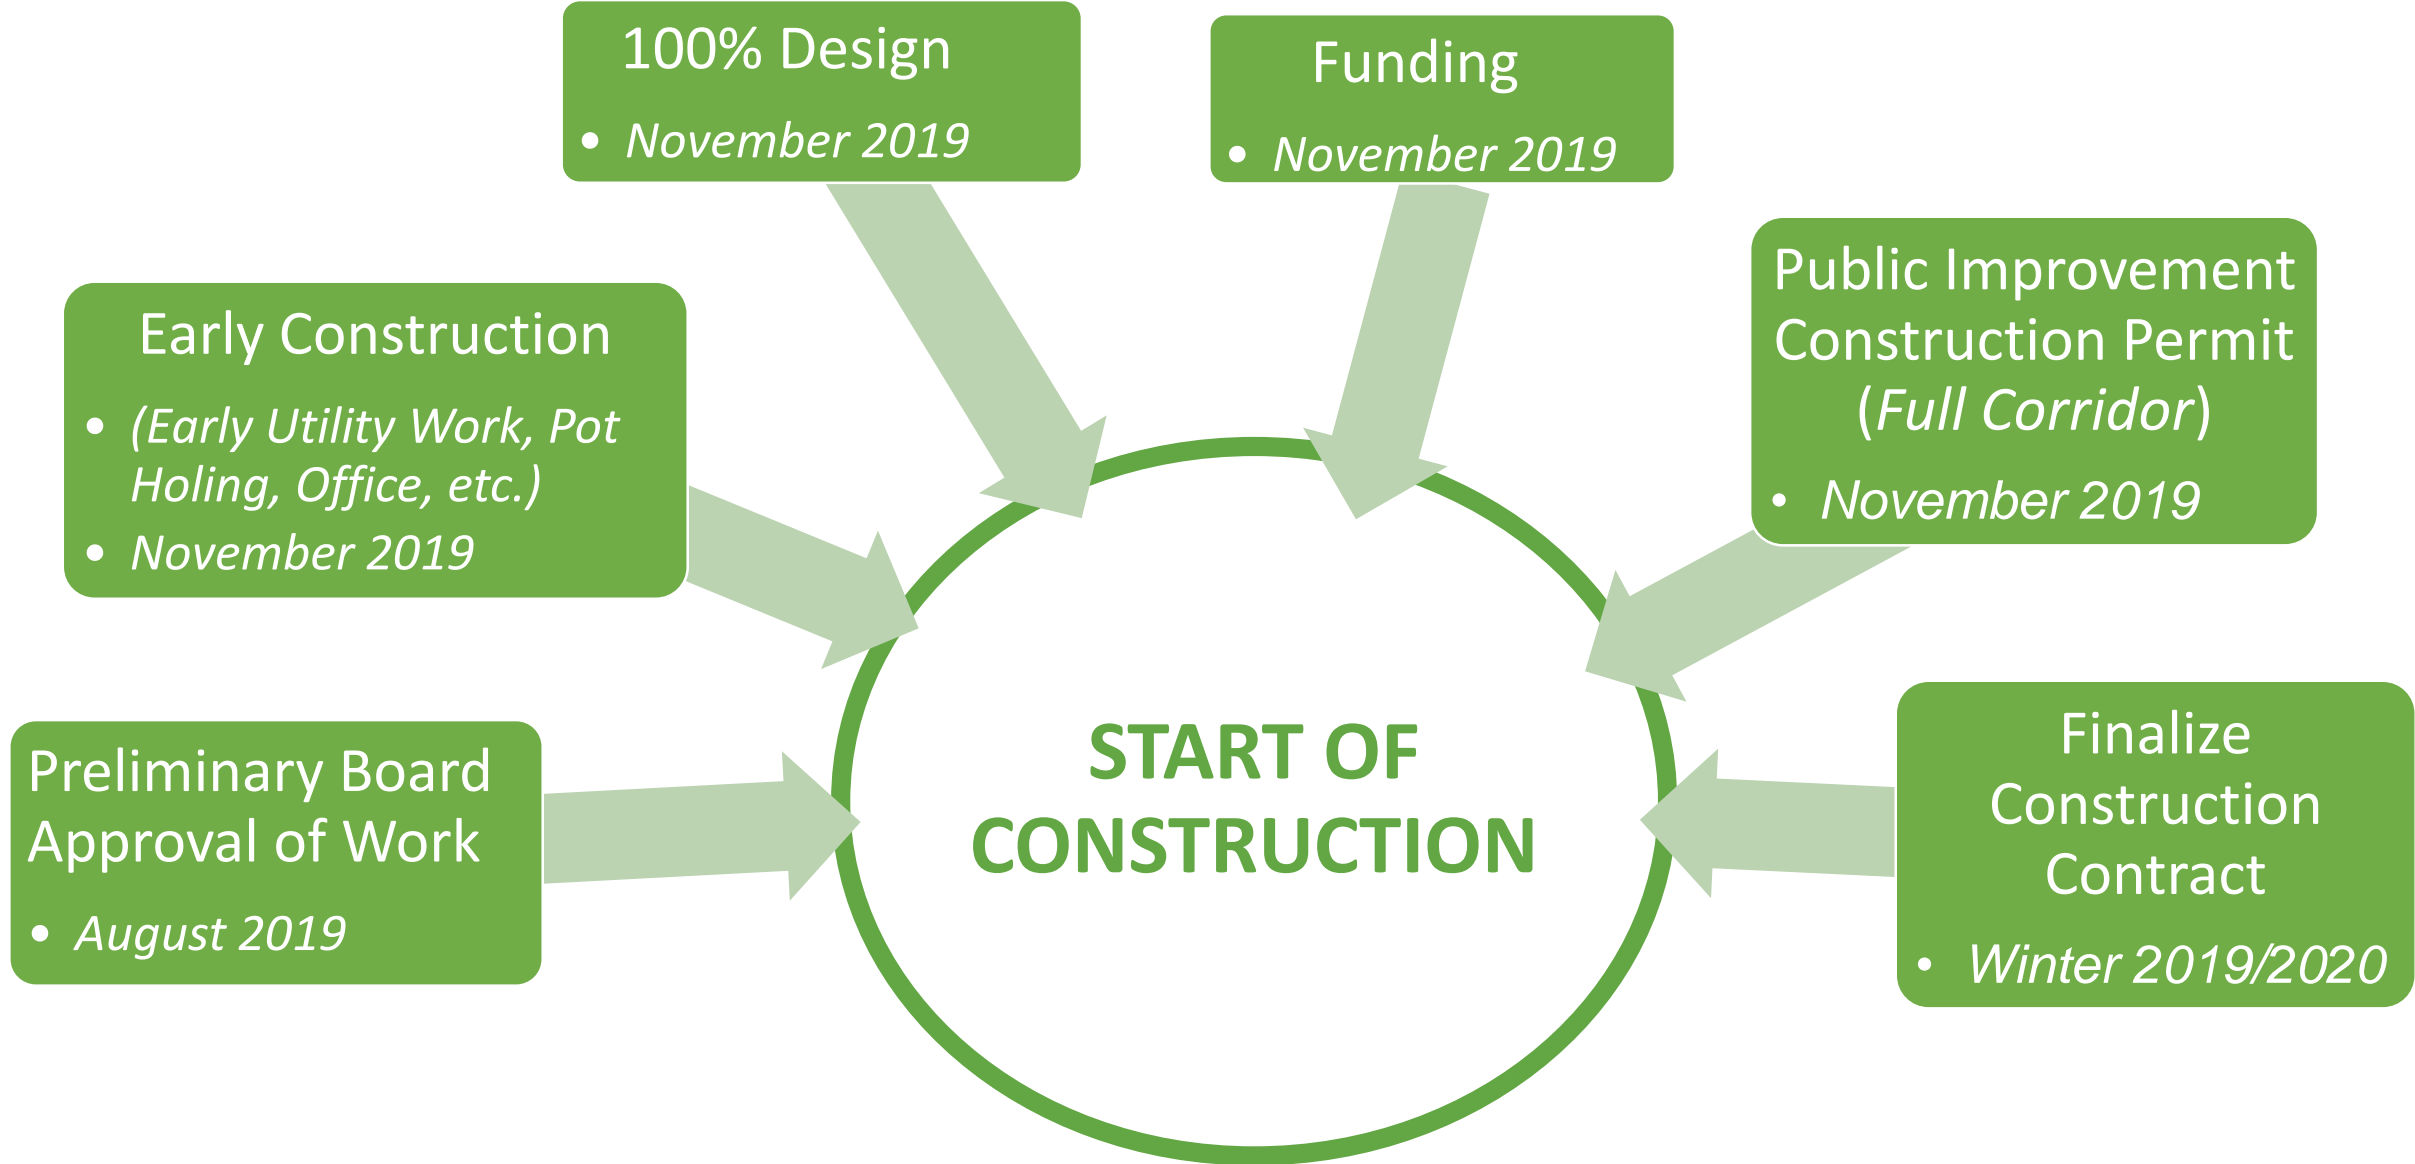 100% Design
• November 2019
Funding
• November 2019
Public Improvement
Construction Permit
(Full Corridor)
• November 2019
Early Construction
• (Early Utility Work, Pot
Holing, Office, etc.)
• November 2019
Preliminary Board
Approval of Work
• August 2019
START OF
CONSTRUCTION
Finalize
Construction
Contract
• Winter 2019/2020